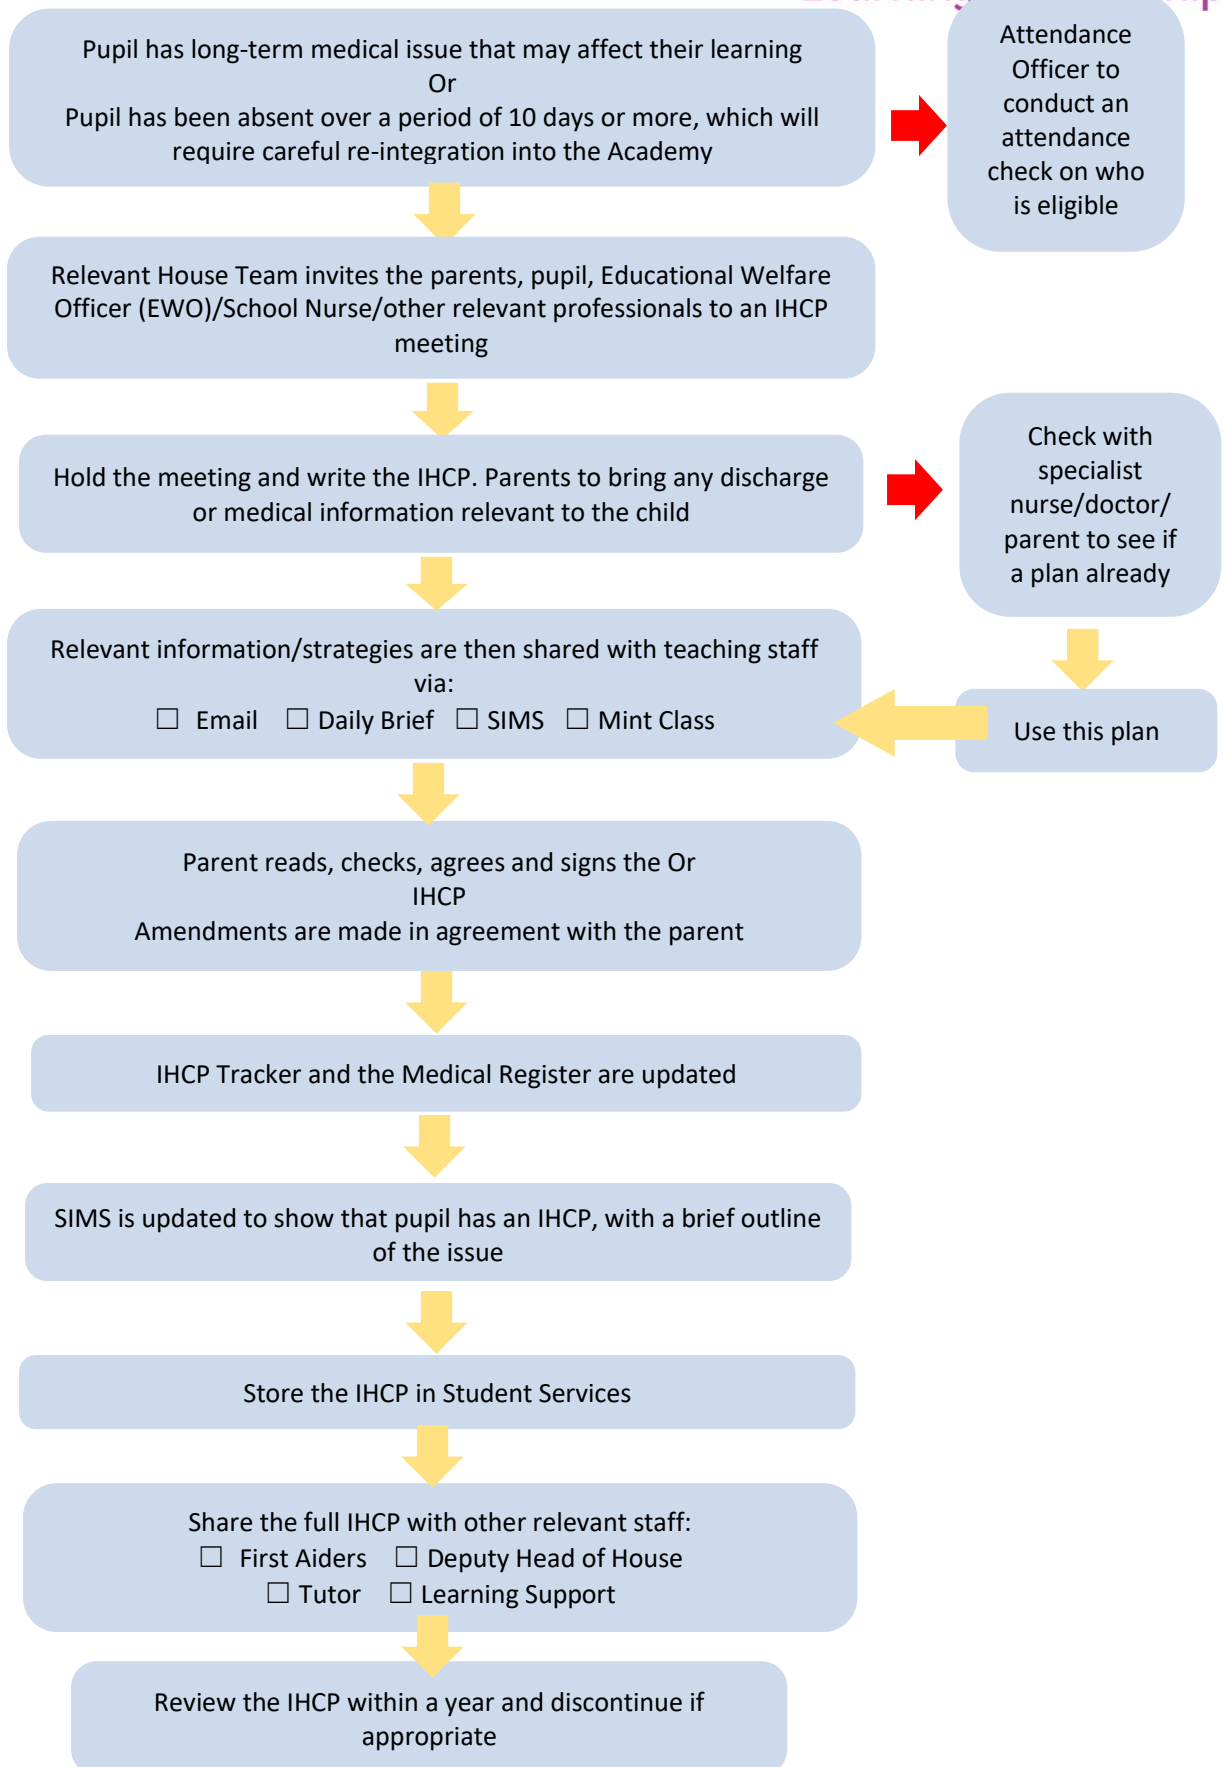 Pupil has long-term medical issue that may affect their learning
Or
Pupil has been absent over a period of 10 days or more, which will
require careful re-integration into the Academy
Attendance
Officer to
conduct an
attendance
check on who
is eligible
Relevant House Team invites the parents, pupil, Educational Welfare
Officer (EWO)/School Nurse/other relevant professionals to an IHCP
meeting
Hold the meeting and write the IHCP. Parents to bring any discharge
or medical information relevant to the child
Check with
specialist
nurse/doctor/
parent to see if
a plan already
Relevant information/strategies are then shared with teaching staff
via:
☐ Email ☐ Daily Brief ☐ SIMS ☐ Mint Class
Use this plan
Parent reads, checks, agrees and signs the Or
IHCP
Amendments are made in agreement with the parent
IHCP Tracker and the Medical Register are updated
SIMS is updated to show that pupil has an IHCP, with a brief outline
of the issue
Store the IHCP in Student Services
Share the full IHCP with other relevant staff:
☐ First Aiders ☐ Deputy Head of House
☐ Tutor ☐ Learning Support
Review the IHCP within a year and discontinue if
appropriate